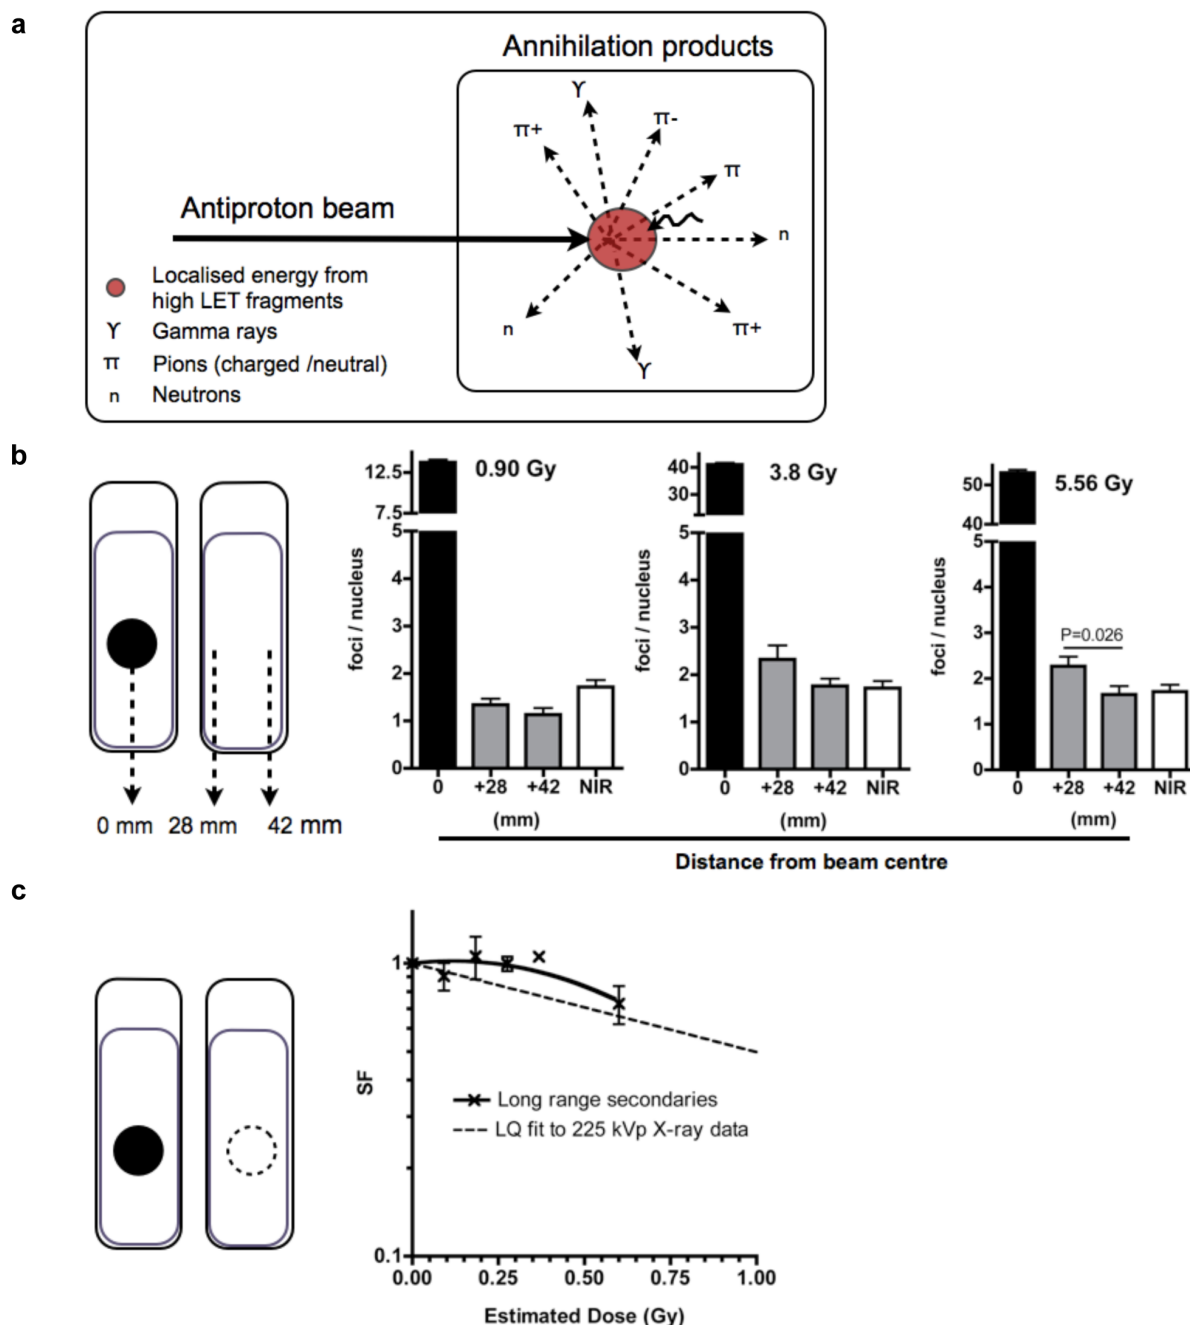 a
Annihilation products
ϒ
π+
π-
π
Antiproton beam
n
Localised energy from
high LET fragments
n
π+
ϒ Gamma rays
ϒ
π Pions (charged /neutral)
n Neutrons
b
0 mm 28 mm 42 mm
foci / nucleus
12.5
7.5
5
4
3
2
1
0
0.90 Gy
0 +28 +42 NIR
(mm)
foci / nucleus
40
30
5
4
3
2
1
0
3.8 Gy
0 +28 +42 NIR
(mm)
foci / nucleus
50
40
5
4
3
2
1
0
5.56 Gy
P=0.026
0 +28 +42 NIR
(mm)
Distance from beam centre
c
SF
1
0.1
Long range secondaries
LQ fit to 225 kVp X-ray data
0.00 0.25 0.50 0.75 1.00
Estimated Dose (Gy)